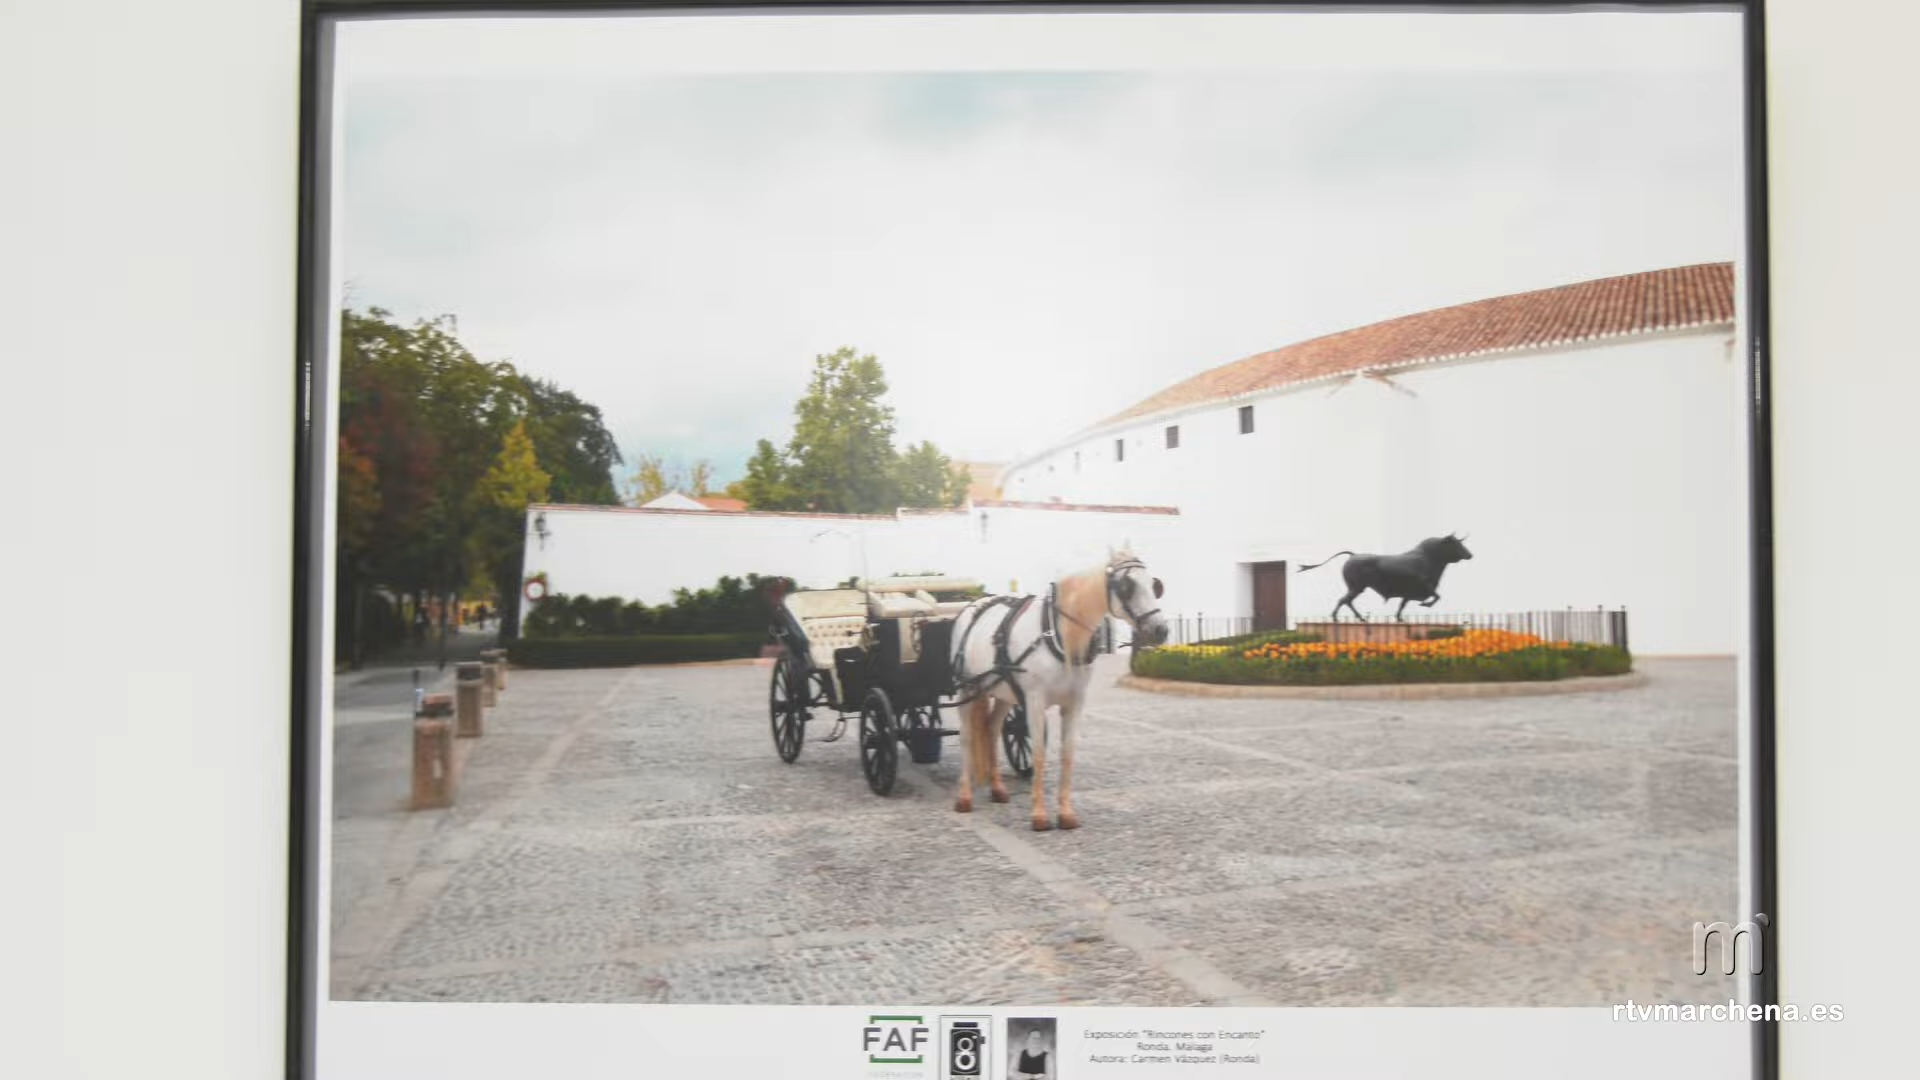 FAF
Exposición "Rincones con Encanto"
Ronda. Málaga
Autora: Carmen Vázquez (Ronda)
m
rtvmarchena.es